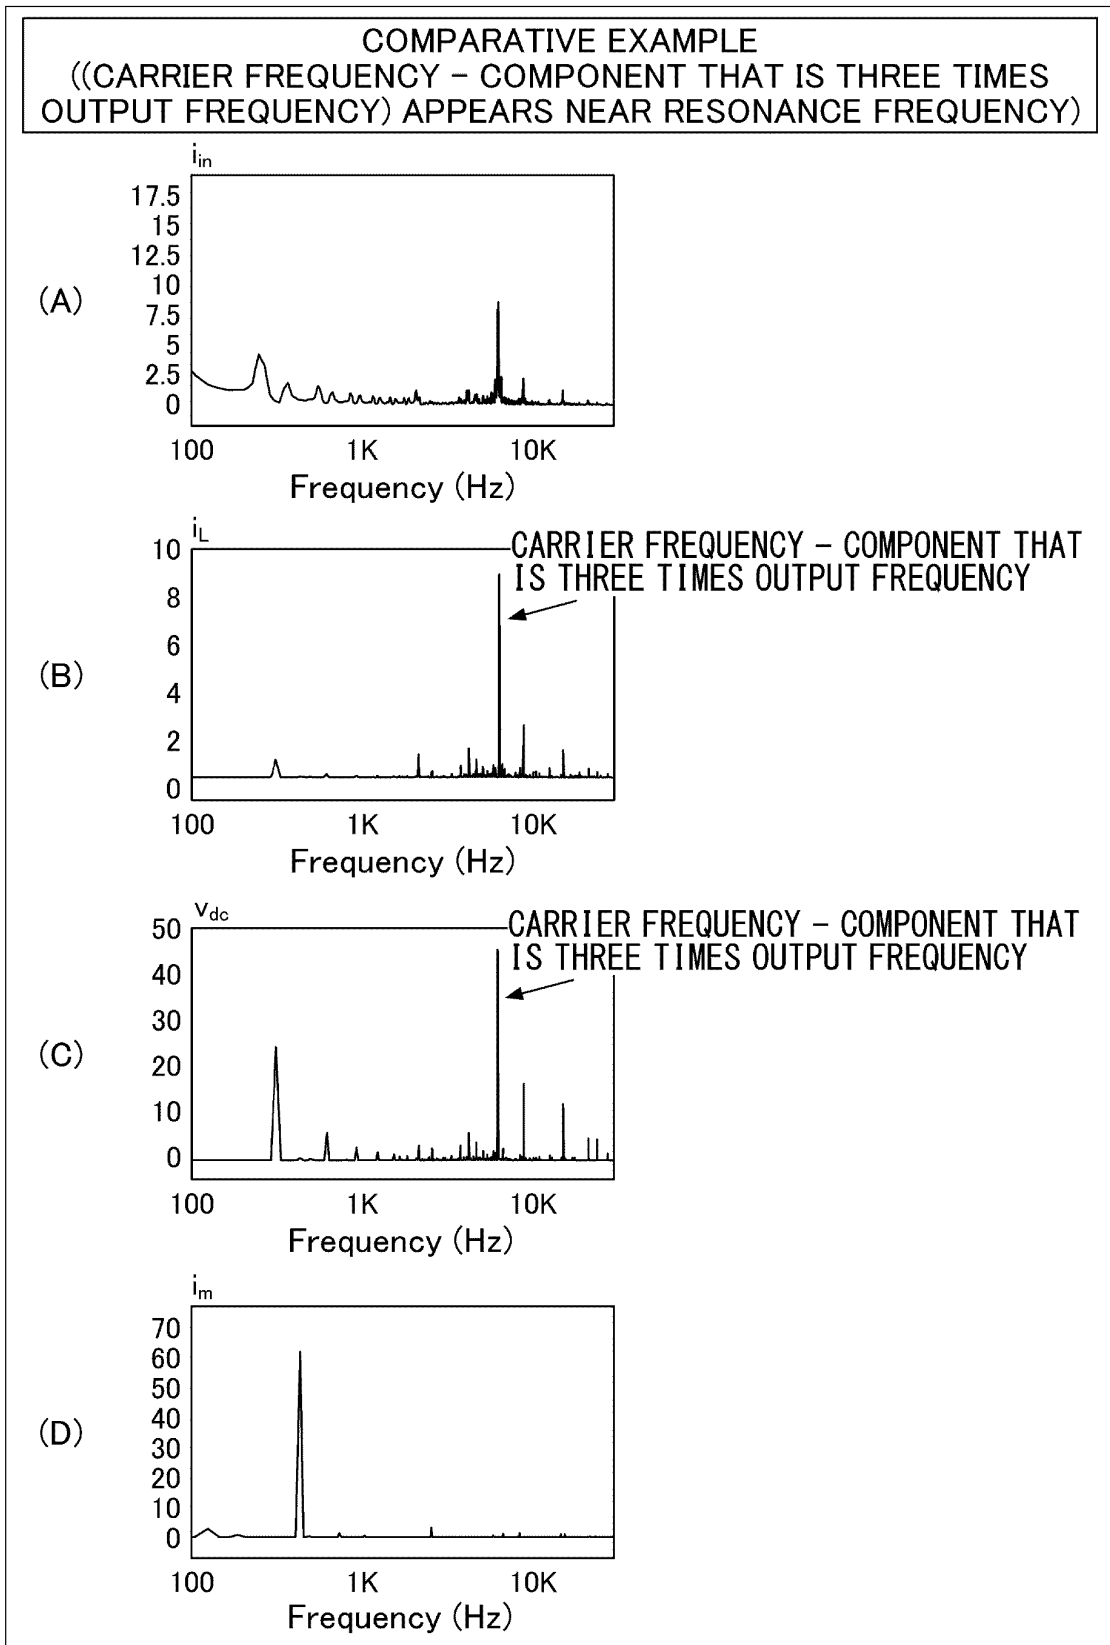 COMPARATIVE EXAMPLE
((CARRIER FREQUENCY – COMPONENT THAT IS THREE TIMES
OUTPUT FREQUENCY) APPEARS NEAR RESONANCE FREQUENCY)
(A)
i_in
17.5
15
12.5
10
7.5
5
2.5
0
100 1K 10K
Frequency (Hz)
(B)
i_L
10
8
6
4
2
0
CARRIER FREQUENCY – COMPONENT THAT
IS THREE TIMES OUTPUT FREQUENCY
100 1K 10K
Frequency (Hz)
(C)
v_dc
50
40
30
20
10
0
CARRIER FREQUENCY – COMPONENT THAT
IS THREE TIMES OUTPUT FREQUENCY
100 1K 10K
Frequency (Hz)
(D)
i_m
70
60
50
40
30
20
10
0
100 1K 10K
Frequency (Hz)